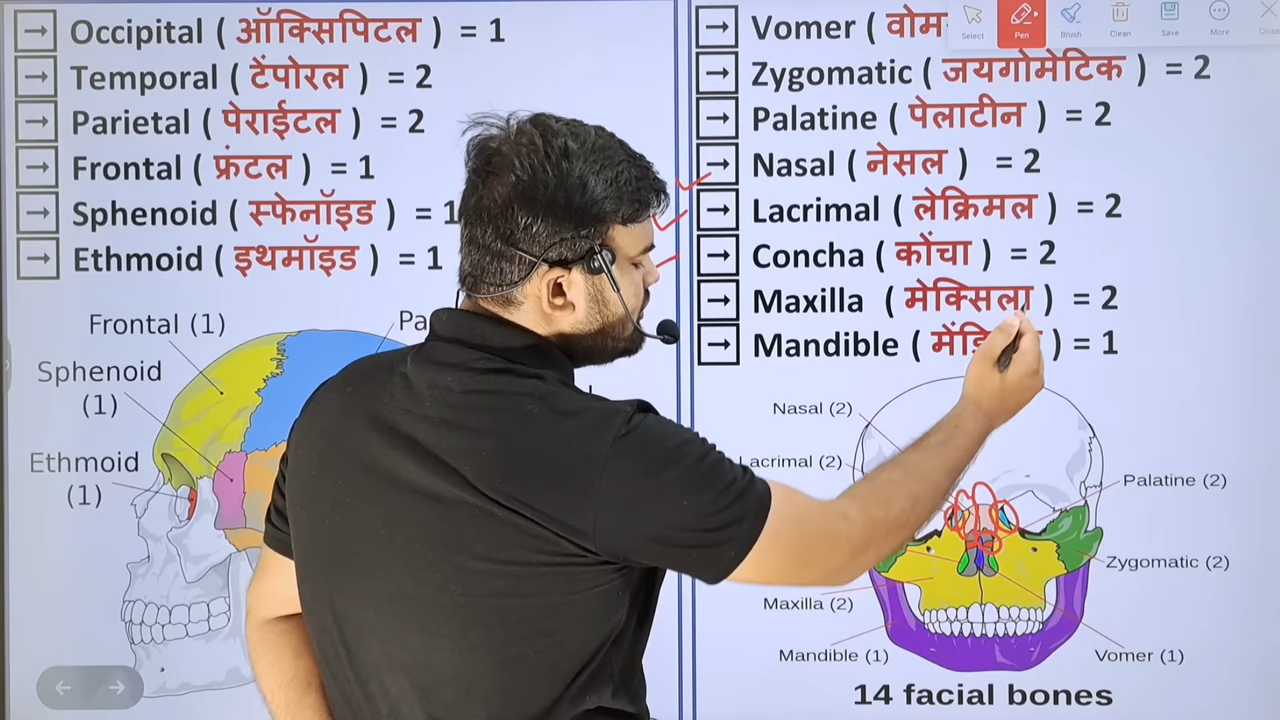 → Occipital ( ऑक्सिपिटल ) = 1
→ Temporal ( टेंपोरल ) = 2
→ Parietal ( पेराईटल ) = 2
→ Frontal ( फ्रंटल ) = 1
→ Sphenoid ( स्फेनॉइड ) = 1
→ Ethmoid ( इथमॉइड ) = 1
Frontal (1)
Sphenoid
(1)
Ethmoid
(1)
→ Vomer (
→ Zygomatic ( जयगोमेटिक ) = 2
→ Palatine ( पेलाटीन ) = 2
→ Nasal ( नेसल ) = 2
→ Lacrimal ( लेक्रिमल ) = 2
→ Concha ( कोंचा ) = 2
→ Maxilla ( मेक्सिला ) = 2
→ Mandible ( ) = 1
Select Pen Brush Clean Save More
Nasal (2)
Lacrimal (2)
Palatine (2)
Zygomatic (2)
Maxilla (2)
Mandible (1)
Vomer (1)
14 facial bones